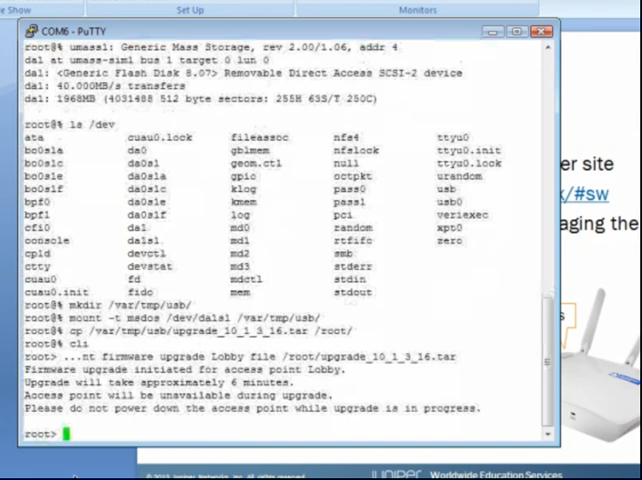 e Show
Set Up
Monitors
COM6 - PuTTY
root@% umass1: Generic Mass Storage, rev 2.00/1.06, addr 4
da1 at umass-sim1 bus 1 target 0 lun 0
da1: <Generic Flash Disk 8.07> Removable Direct Access SCSI-2 device
da1: 40.000MB/s transfers
da1: 1968MB (4031488 512 byte sectors: 255H 63S/T 250C)
root@% ls /dev
ata cuau0.lock fileassoc nfs4 ttyu0
bo0s1a da0 gblmem nfslock ttyu0.init
bo0s1c da0s1 geom.ctl null ttyu0.lock
bo0s1e da0s1a gpio octpkt urandom
bo0s1f da0s1c klog pass0 usb
bpf0 da0s1e kmem pass1 usb0
bpf1 da0s1f log pci veriexec
cfi0 da1 md0 random xpt0
console da1s1 md1 rtfifo zero
cpld devctl md2 smb
ctty devstat md3 stderr
cuau0 fd mdctl stdin
cuau0.init fido mem stdout
root@% mkdir /var/tmp/usb/
root@% mount -t msdos /dev/da1s1 /var/tmp/usb/
root@% cp /var/tmp/usb/upgrade_10_1_3_16.tar /root/
root@% cli
root> ...nt firmware upgrade Lobby file /root/upgrade_10_1_3_16.tar
Firmware upgrade initiated for access point Lobby.
Upgrade will take approximately 6 minutes.
Access point will be unavailable during upgrade.
Please do not power down the access point while upgrade is in progress.
root>
er site
k/#sw
aging the
s
Juniper Networks, Inc. All rights reserved.
JUNIPER Worldwide Education Services